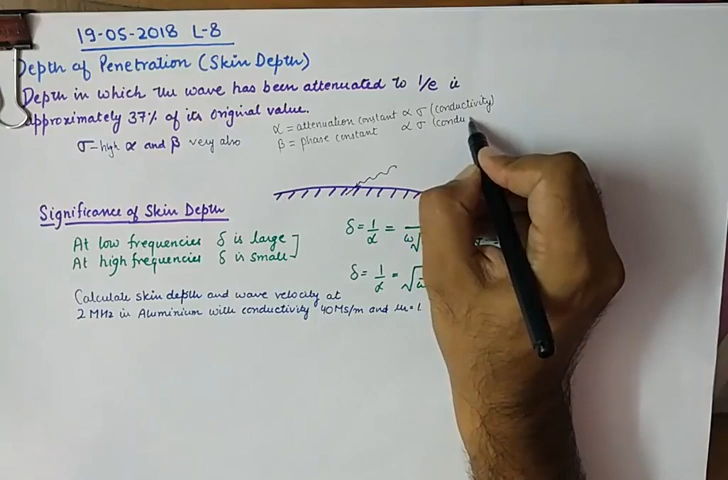 19-05-2018 L-8
Depth of Penetration (Skin Depth)
Depth in which the wave has been attenuated to 1/e i.e
approximately 37% of its original value.
σ-high α and β very also
α = attenuation constant ∝ σ (conductivity)
β = phase constant ∝ σ (condu
Significance of Skin Depth
At low frequencies δ is large
At high frequencies δ is small
δ = 1/α =
δ = 1/α = √
Calculate skin depth and wave velocity at
2 MHz in Aluminium with conductivity 40 Ms/m and μr = 1